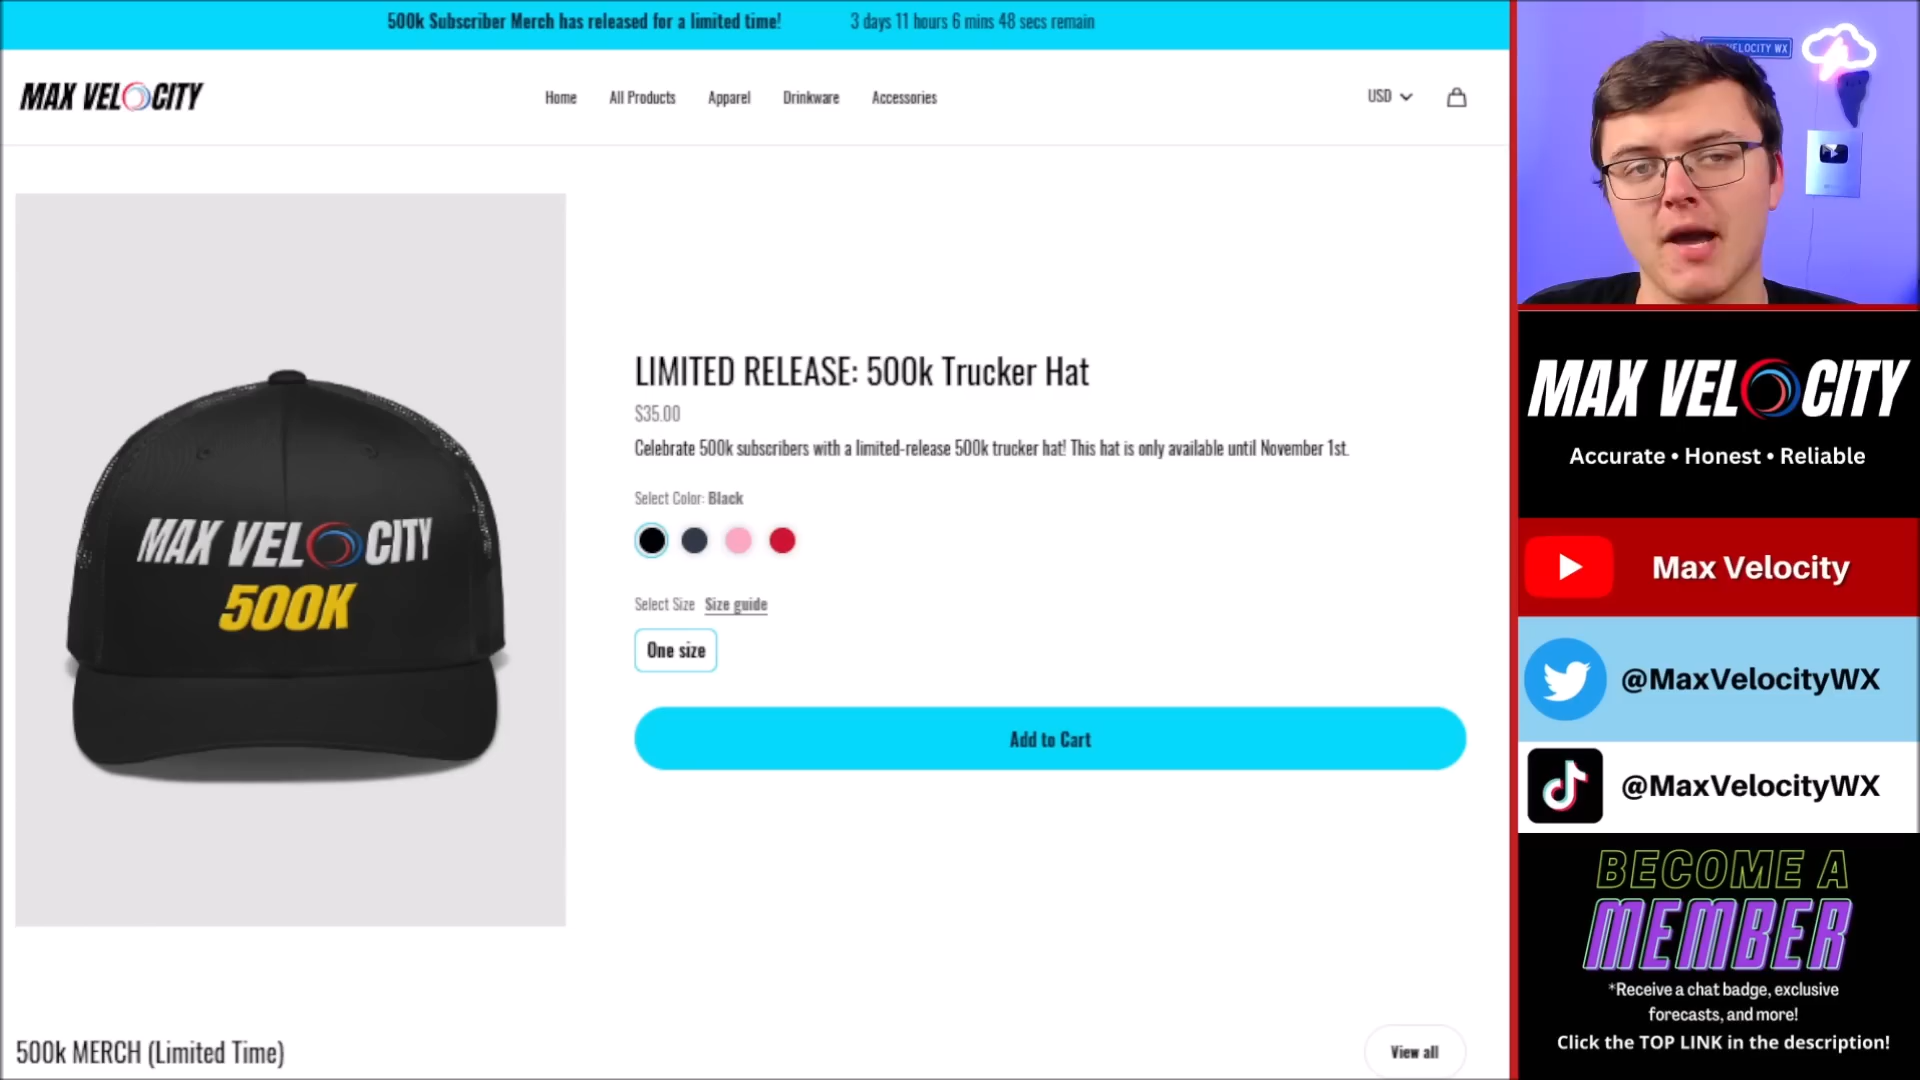 500k Subscriber Merch has released for a limited time!
3 days 11 hours 6 mins 48 secs remain
MAX VELOCITY
Home
All Products
Apparel
Drinkware
Accessories
USD
LIMITED RELEASE: 500k Trucker Hat
$35.00
Celebrate 500k subscribers with a limited-release 500k trucker hat! This hat is only available until November 1st.
Select Color: Black
MAX VELOCITY
500K
Select Size Size guide
One size
Add to Cart
500k MERCH (Limited Time)
View all
VELOCITY WX
MAX VELOCITY
Accurate • Honest • Reliable
Max Velocity
@MaxVelocityWX
@MaxVelocityWX
BECOME A
MEMBER
*Receive a chat badge, exclusive
forecasts, and more!
Click the TOP LINK in the description!